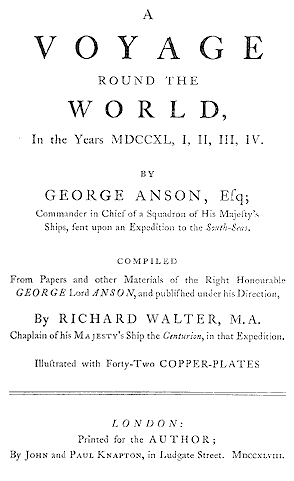 A
VOYAGE
ROUND THE
WORLD,
In the Years MDCCXL, I, II, III, IV.
BY
GEORGE ANSON, Eſq;
Commander in Chief of a Squadron of His Majeſty's
Ships, ſent upon an Expedition to the South-Seas.
COMPILED
From Papers and other Materials of the Right Honourable
GEORGE Lord ANSON, and publiſhed under his Direction,
By RICHARD WALTER, M.A.
Chaplain of his MAJESTY's Ship the Centurion, in that Expedition.
Illuſtrated with Forty-Two COPPER-PLATES
LONDON:
Printed for the AUTHOR;
By JOHN and PAUL KNAPTON, in Ludgate Street. MDCCXLVIII.